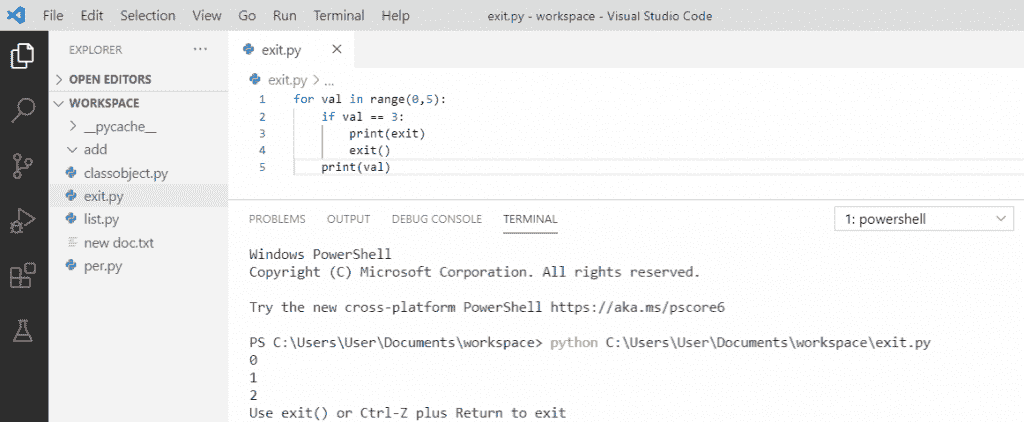 File Edit Selection View Go Run Terminal Help exit.py - workspace - Visual Studio Code
EXPLORER ...
OPEN EDITORS
WORKSPACE
__pycache__
add
classobject.py
exit.py
list.py
new doc.txt
per.py
exit.py
exit.py > ...
1 for val in range(0,5):
2 if val == 3:
3 print(exit)
4 exit()
5 print(val)
PROBLEMS OUTPUT DEBUG CONSOLE TERMINAL 1: powershell
Windows PowerShell
Copyright (C) Microsoft Corporation. All rights reserved.
Try the new cross-platform PowerShell https://aka.ms/pscore6
PS C:\Users\User\Documents\workspace> python C:\Users\User\Documents\workspace\exit.py
0
1
2
Use exit() or Ctrl-Z plus Return to exit